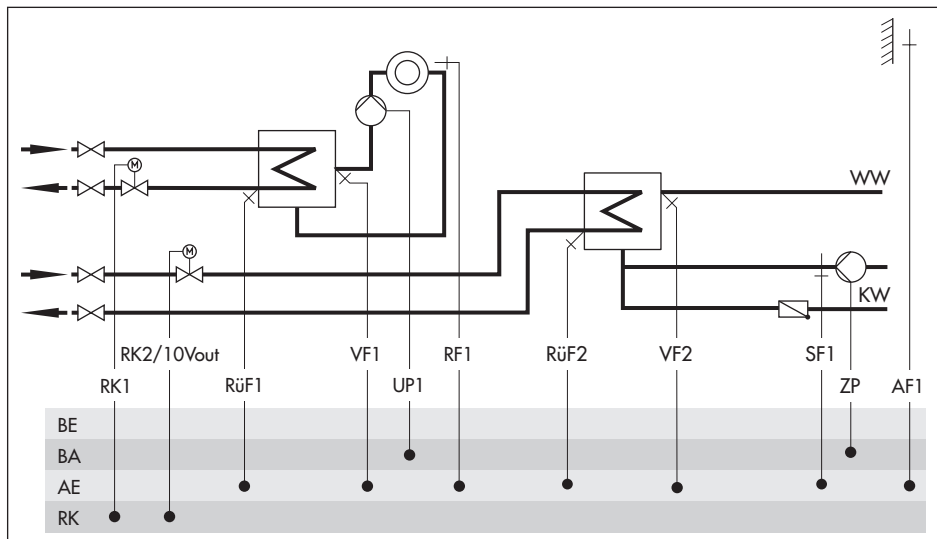 M
WW
M
KW
RK2/10Vout VF1 RF1 RüF2 VF2 SF1
RK1 RüF1 UP1 ZP AF1
BE
BA
AE
RK